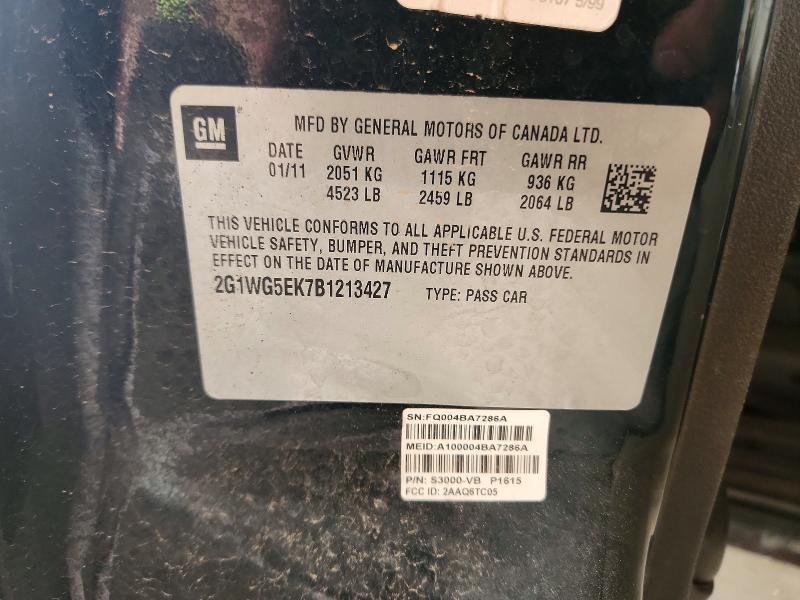 GM
MFD BY GENERAL MOTORS OF CANADA LTD.
DATE GVWR GAWR FRT GAWR RR
01/11 2051 KG 1115 KG 936 KG
4523 LB 2459 LB 2064 LB
THIS VEHICLE CONFORMS TO ALL APPLICABLE U.S. FEDERAL MOTOR
VEHICLE SAFETY, BUMPER, AND THEFT PREVENTION STANDARDS IN
EFFECT ON THE DATE OF MANUFACTURE SHOWN ABOVE.
2G1WG5EK7B1213427 TYPE: PASS CAR
SN:FQ004BA7286A
MEID:A100004BA7286A
P/N: S3000-VB P1615
FCC ID: 2AAQ6TC05